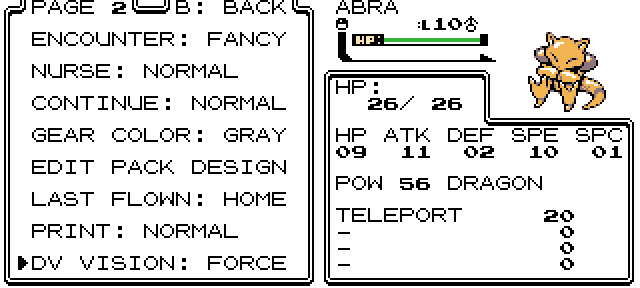 PAGE 2 B: BACK
ENCOUNTER: FANCY
NURSE: NORMAL
CONTINUE: NORMAL
GEAR COLOR: GRAY
EDIT PACK DESIGN
LAST FLOWN: HOME
PRINT: NORMAL
▶DV VISION: FORCE
ABRA
:L10♂
HP
HP:
26/ 26
HP ATK DEF SPE SPC
09 11 02 10 01
POW 56 DRAGON
TELEPORT 20
– 0
– 0
– 0